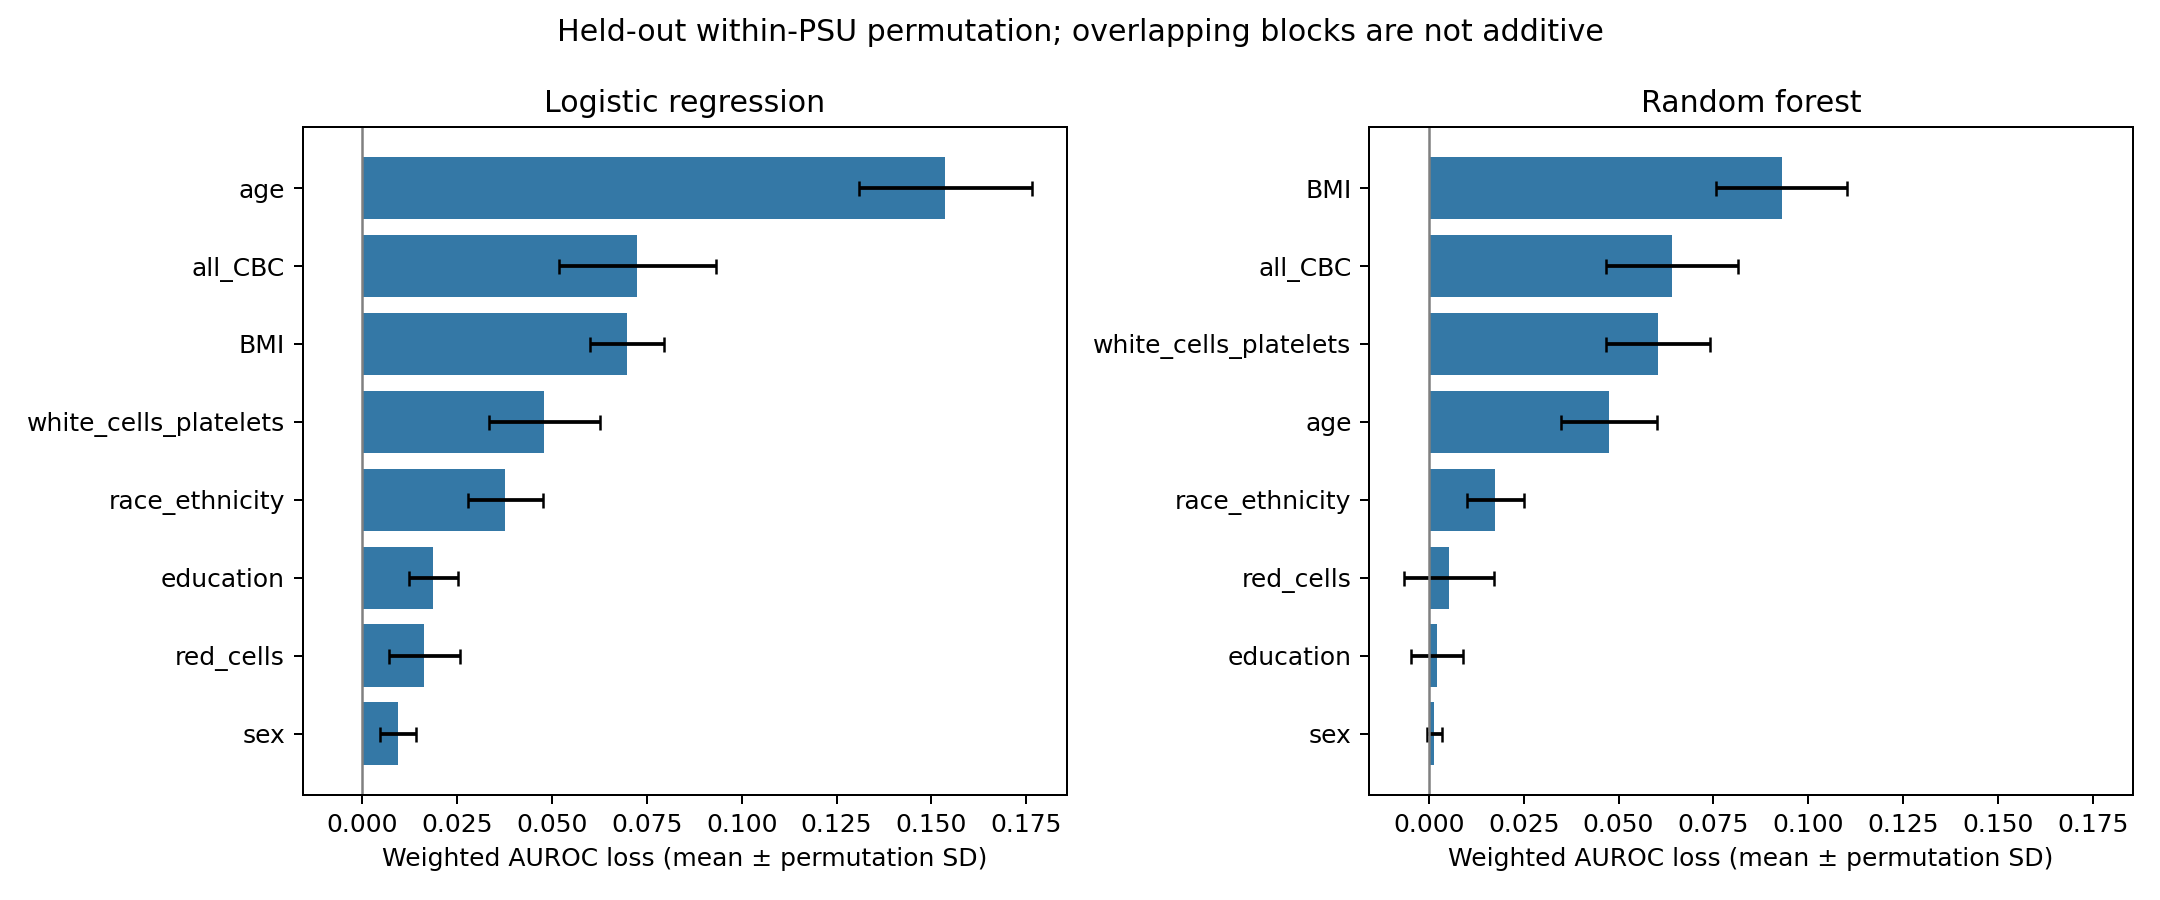 Held-out within-PSU permutation; overlapping blocks are not additive
Logistic regression
age
all_CBC
BMI
white_cells_platelets
race_ethnicity
education
red_cells
sex
0.000 0.025 0.050 0.075 0.100 0.125 0.150 0.175
Weighted AUROC loss (mean ± permutation SD)
Random forest
BMI
all_CBC
white_cells_platelets
age
race_ethnicity
red_cells
education
sex
0.000 0.025 0.050 0.075 0.100 0.125 0.150 0.175
Weighted AUROC loss (mean ± permutation SD)